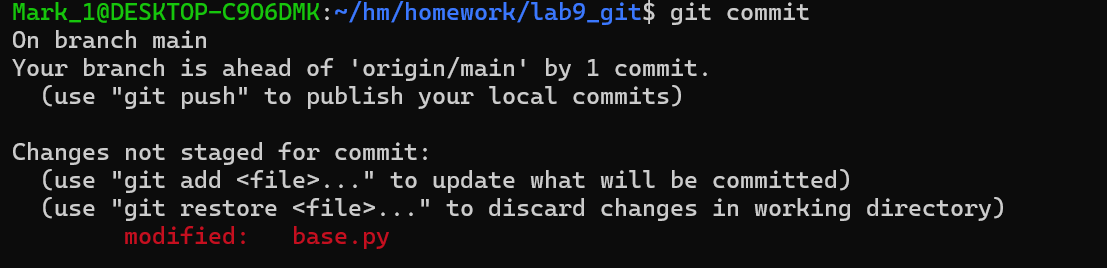 Mark_1@DESKTOP-C9O6DMK:~/hm/homework/lab9_git$ git commit
On branch main
Your branch is ahead of 'origin/main' by 1 commit.
  (use "git push" to publish your local commits)

Changes not staged for commit:
  (use "git add <file>..." to update what will be committed)
  (use "git restore <file>..." to discard changes in working directory)
        modified:   base.py